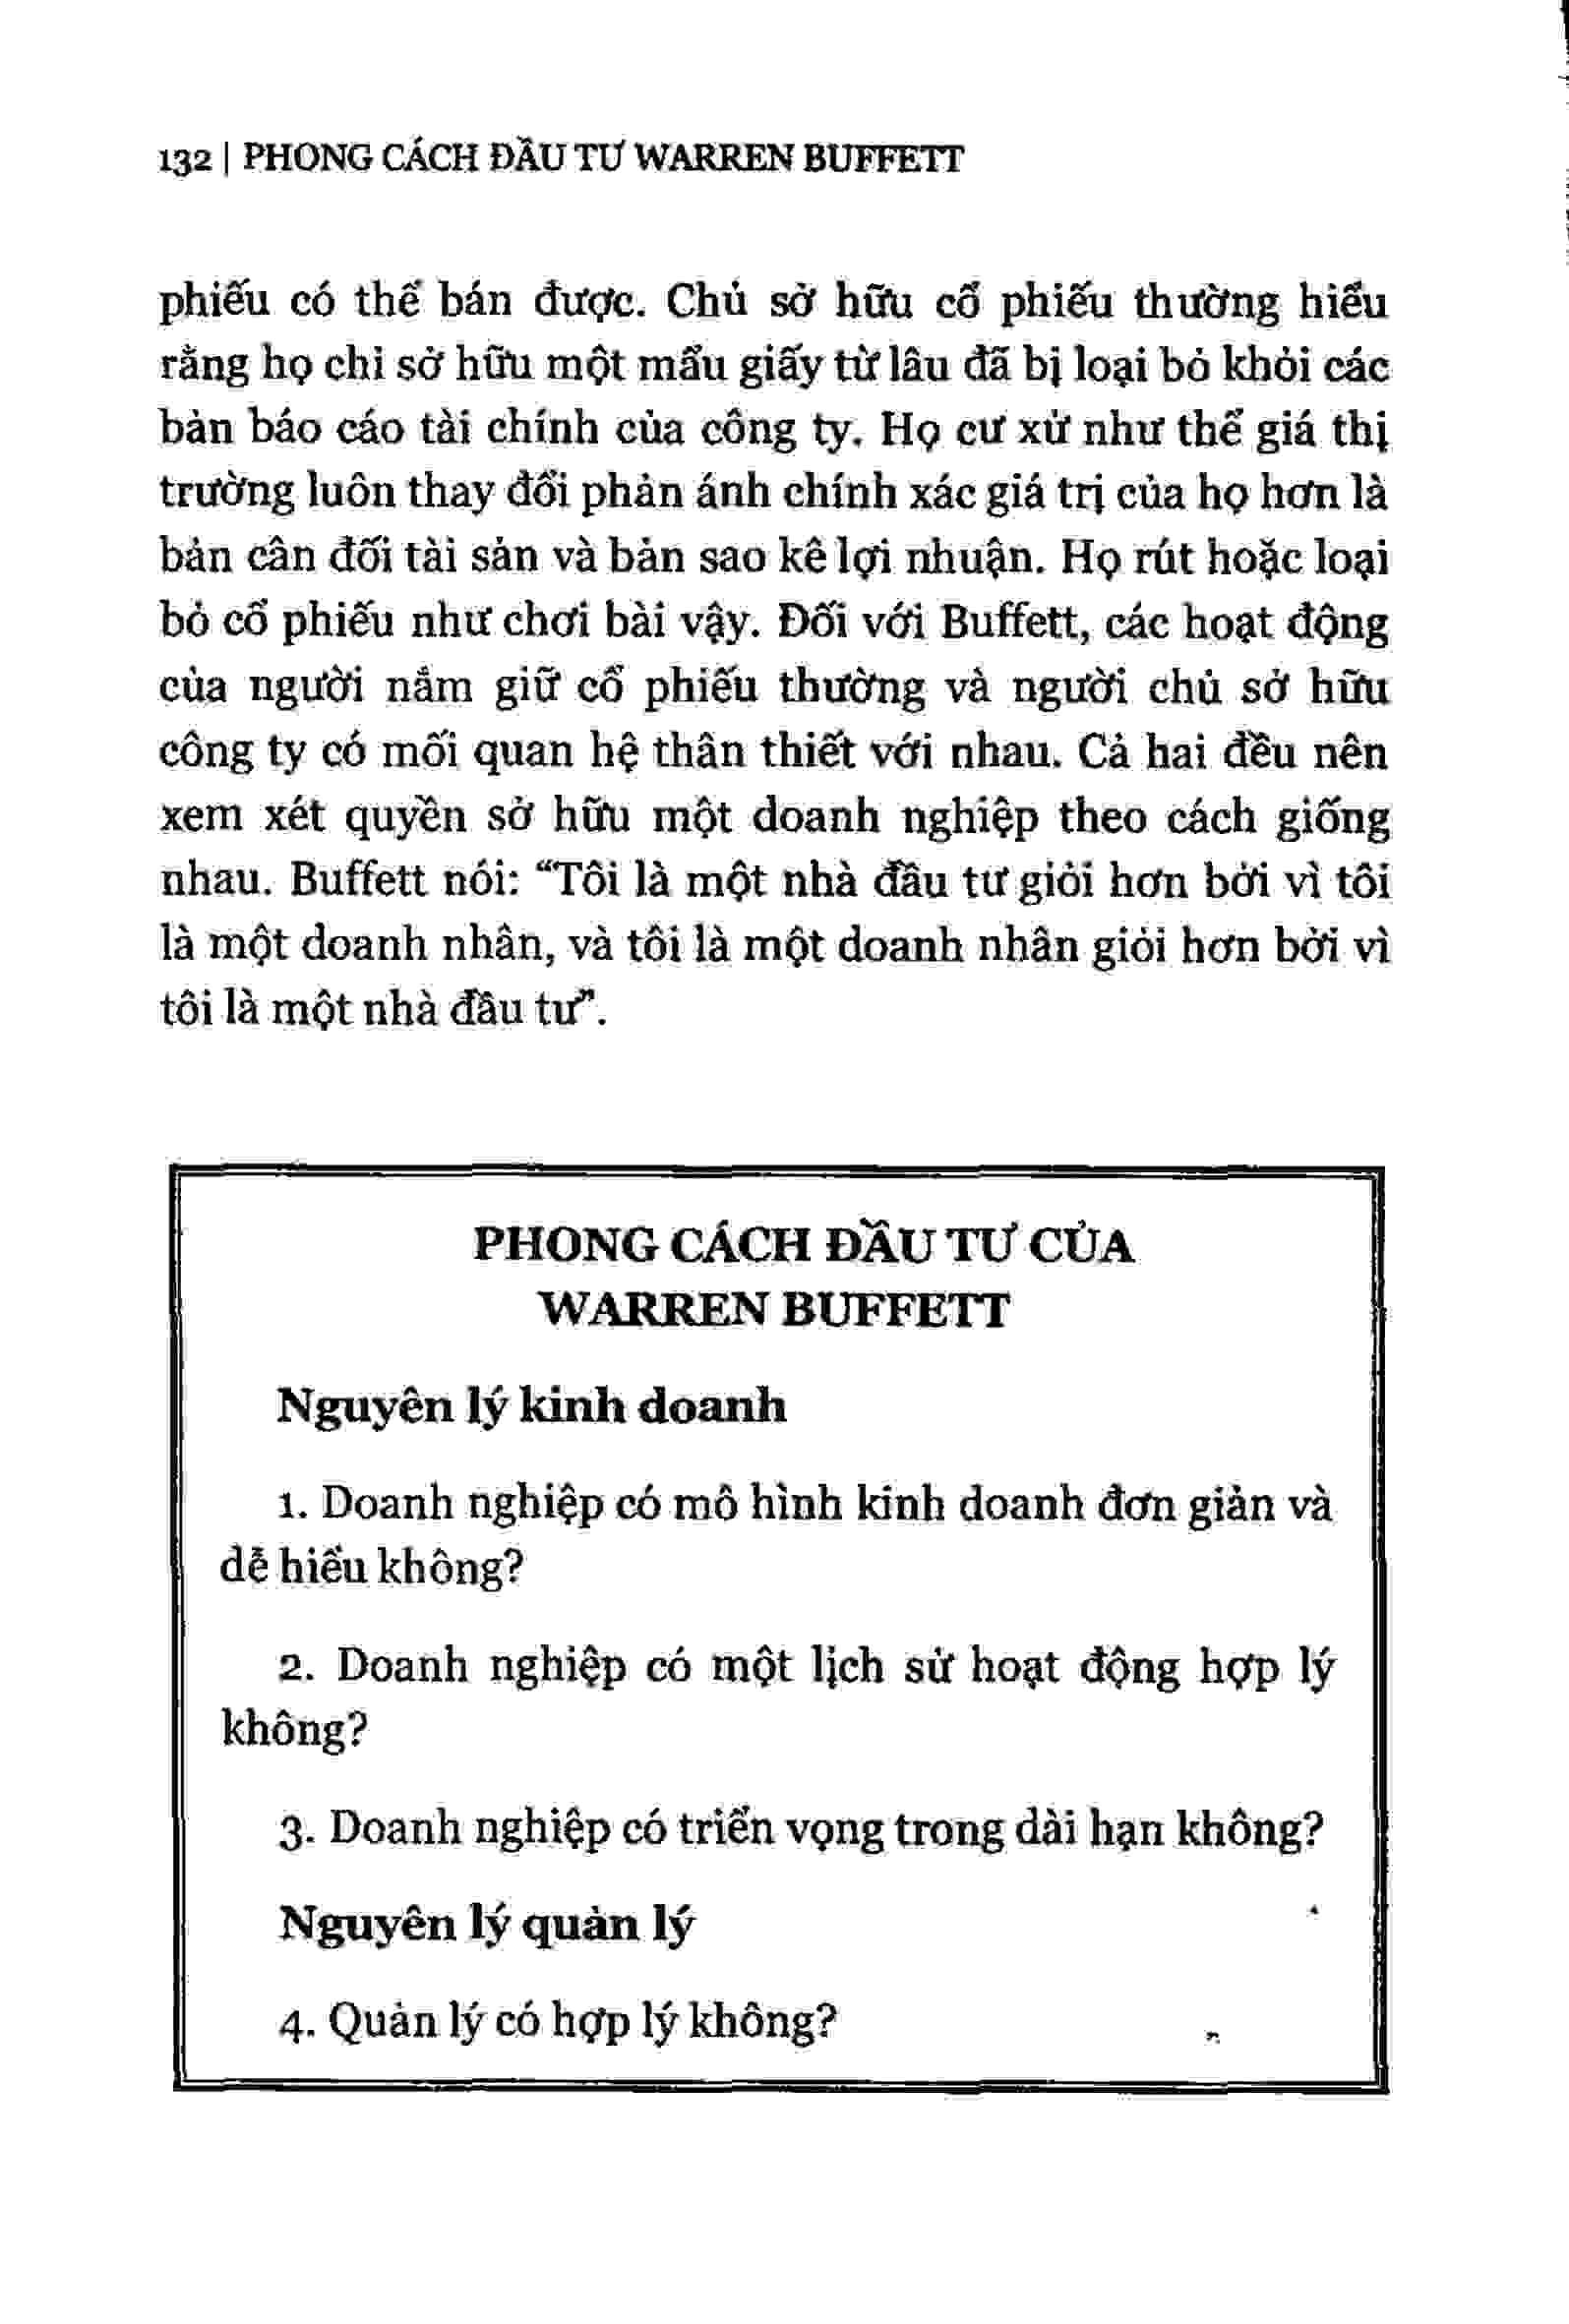 132 | PHONG CÁCH ĐẦU TƯ WARREN BUFFETT
phiếu có thể bán được. Chủ sở hữu cổ phiếu thường hiểu
rằng họ chỉ sở hữu một mẩu giấy từ lâu đã bị loại bỏ khỏi các
bản báo cáo tài chính của công ty. Họ cư xử như thể giá thị
trường luôn thay đổi phản ánh chính xác giá trị của họ hơn là
bản cân đối tài sản và bản sao kê lợi nhuận. Họ rút hoặc loại
bỏ cổ phiếu như chơi bài vậy. Đối với Buffett, các hoạt động
của người nắm giữ cổ phiếu thường và người chủ sở hữu
công ty có mối quan hệ thân thiết với nhau. Cả hai đều nên
xem xét quyền sở hữu một doanh nghiệp theo cách giống
nhau. Buffett nói: “Tôi là một nhà đầu tư giỏi hơn bởi vì tôi
là một doanh nhân, và tôi là một doanh nhân giỏi hơn bởi vì
tôi là một nhà đầu tư”.
PHONG CÁCH ĐẦU TƯ CỦA
WARREN BUFFETT
Nguyên lý kinh doanh
1. Doanh nghiệp có mô hình kinh doanh đơn giản và
dễ hiểu không?
2. Doanh nghiệp có một lịch sử hoạt động hợp lý
không?
3. Doanh nghiệp có triển vọng trong dài hạn không?
Nguyên lý quản lý
4. Quản lý có hợp lý không?